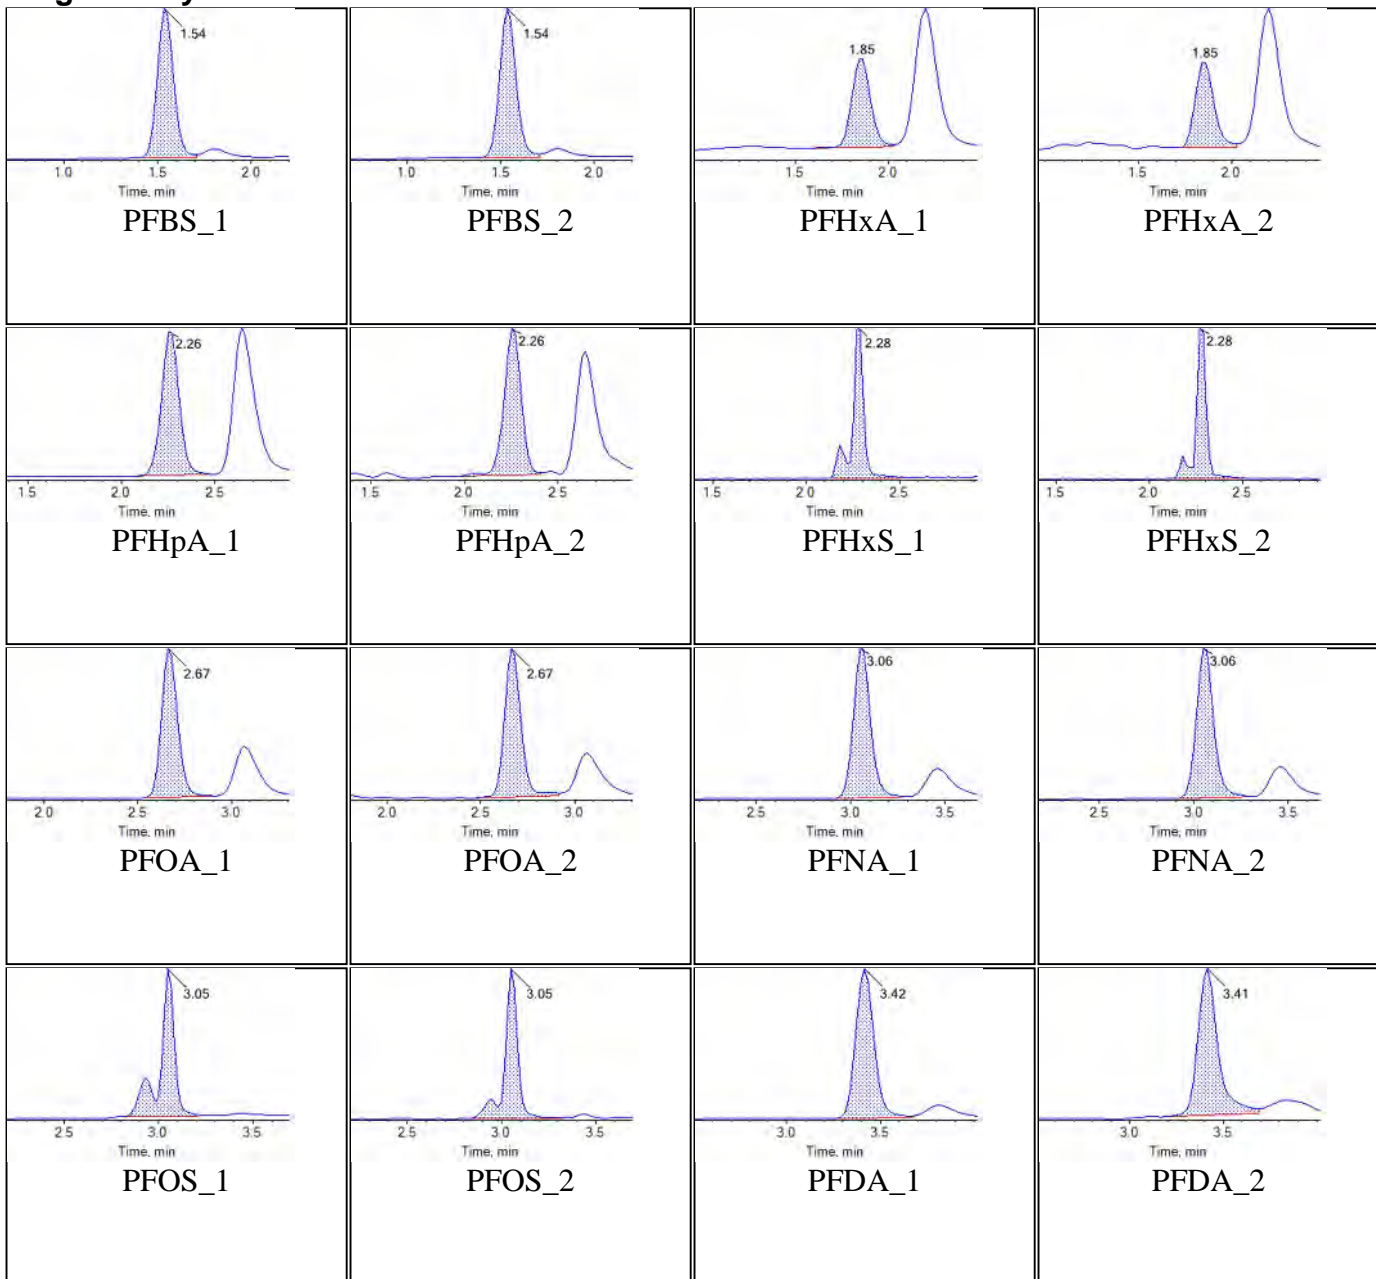 1.54 1.54 1.85 1.85
1.0 1.5 2.0 1.0 1.5 2.0 1.5 2.0 1.5 2.0
Time, min Time, min Time, min Time, min
PFBS_1 PFBS_2 PFHxA_1 PFHxA_2
2.26 2.26 2.28 2.28
1.5 2.0 2.5 1.5 2.0 2.5 1.5 2.0 2.5 1.5 2.0 2.5
Time, min Time, min Time, min Time, min
PFHpA_1 PFHpA_2 PFHxS_1 PFHxS_2
2.67 2.67 3.06 3.06
2.0 2.5 3.0 2.0 2.5 3.0 2.5 3.0 3.5 2.5 3.0 3.5
Time, min Time, min Time, min Time, min
PFOA_1 PFOA_2 PFNA_1 PFNA_2
3.05 3.05 3.42 3.41
2.5 3.0 3.5 2.5 3.0 3.5 3.0 3.5 3.0 3.5
Time, min Time, min Time, min Time, min
PFOS_1 PFOS_2 PFDA_1 PFDA_2